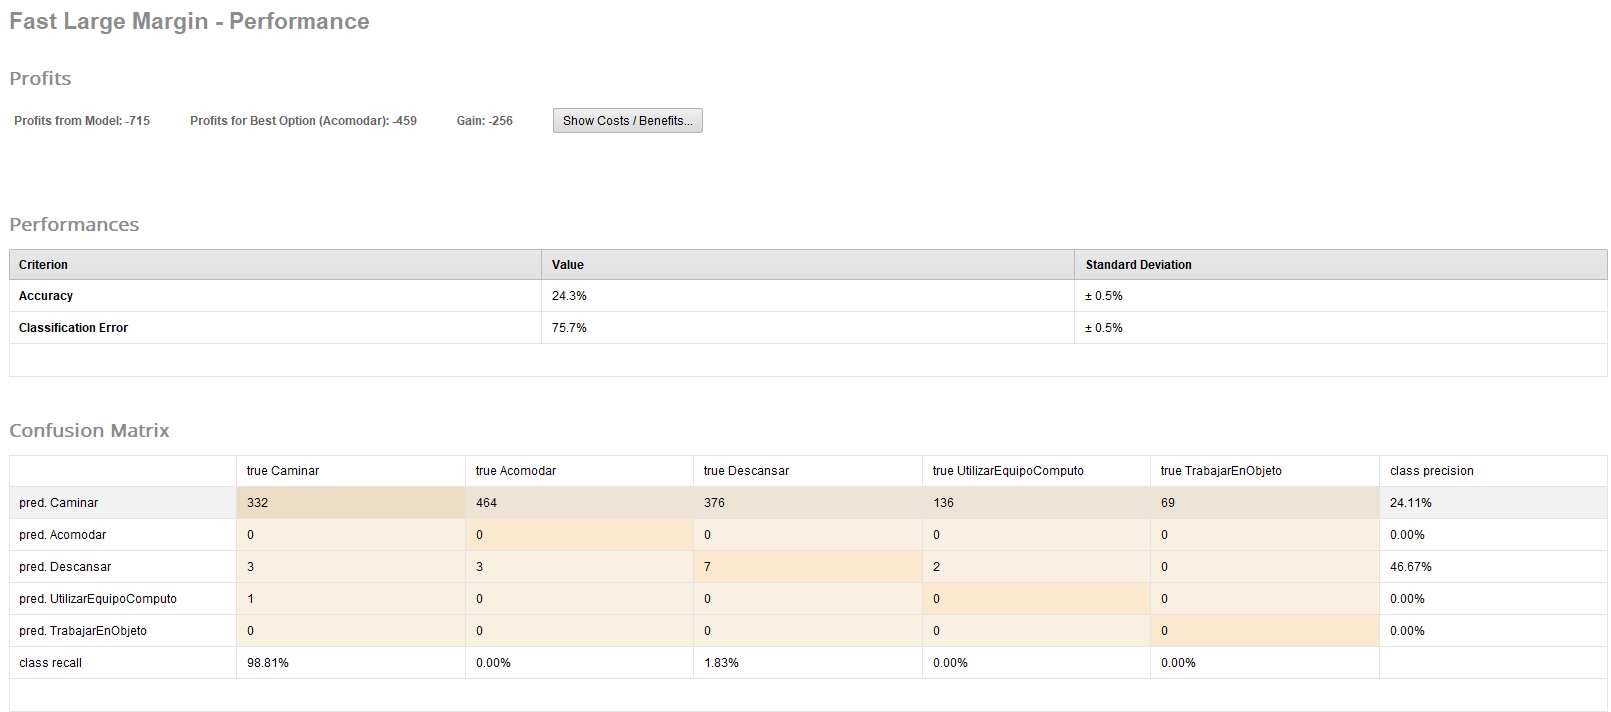 Fast Large Margin - Performance
Profits
Profits from Model: -715 Profits for Best Option (Acomodar): -459 Gain: -256 Show Costs / Benefits...
Performances
Criterion Value Standard Deviation
Accuracy 24.3% ± 0.5%
Classification Error 75.7% ± 0.5%
Confusion Matrix
true Caminar true Acomodar true Descansar true UtilizarEquipoComputo true TrabajarEnObjeto class precision
pred. Caminar 332 464 376 136 69 24.11%
pred. Acomodar 0 0 0 0 0 0.00%
pred. Descansar 3 3 7 2 0 46.67%
pred. UtilizarEquipoComputo 1 0 0 0 0 0.00%
pred. TrabajarEnObjeto 0 0 0 0 0 0.00%
class recall 98.81% 0.00% 1.83% 0.00% 0.00%